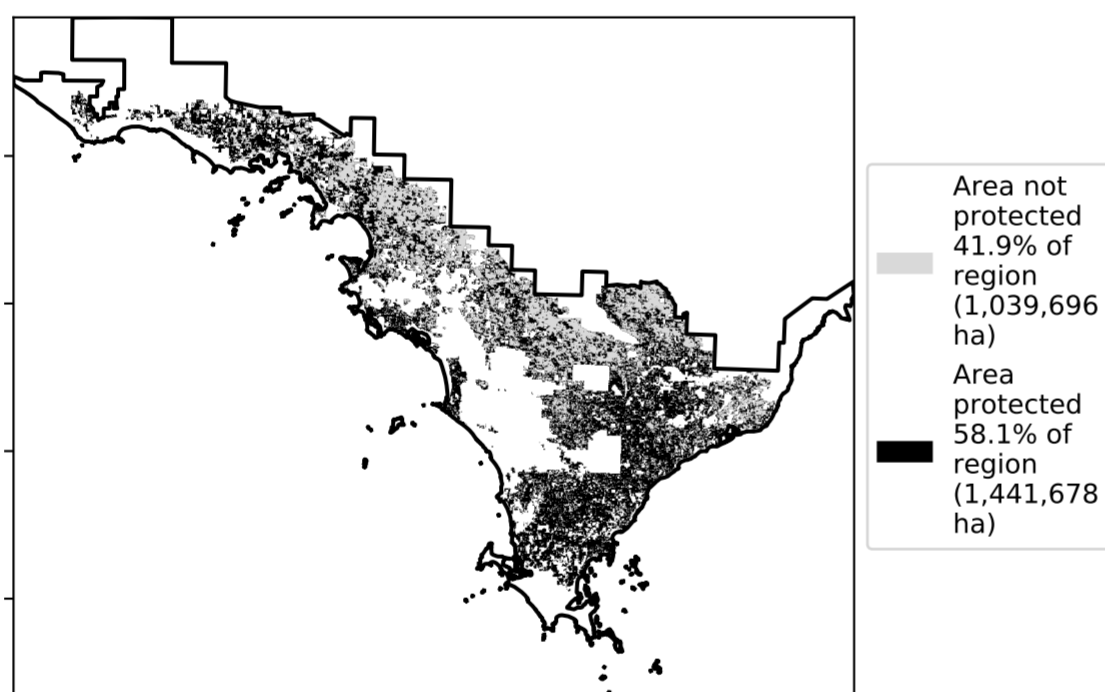 Area not
protected
41.9% of
region
(1,039,696
ha)
Area
protected
58.1% of
region
(1,441,678
ha)